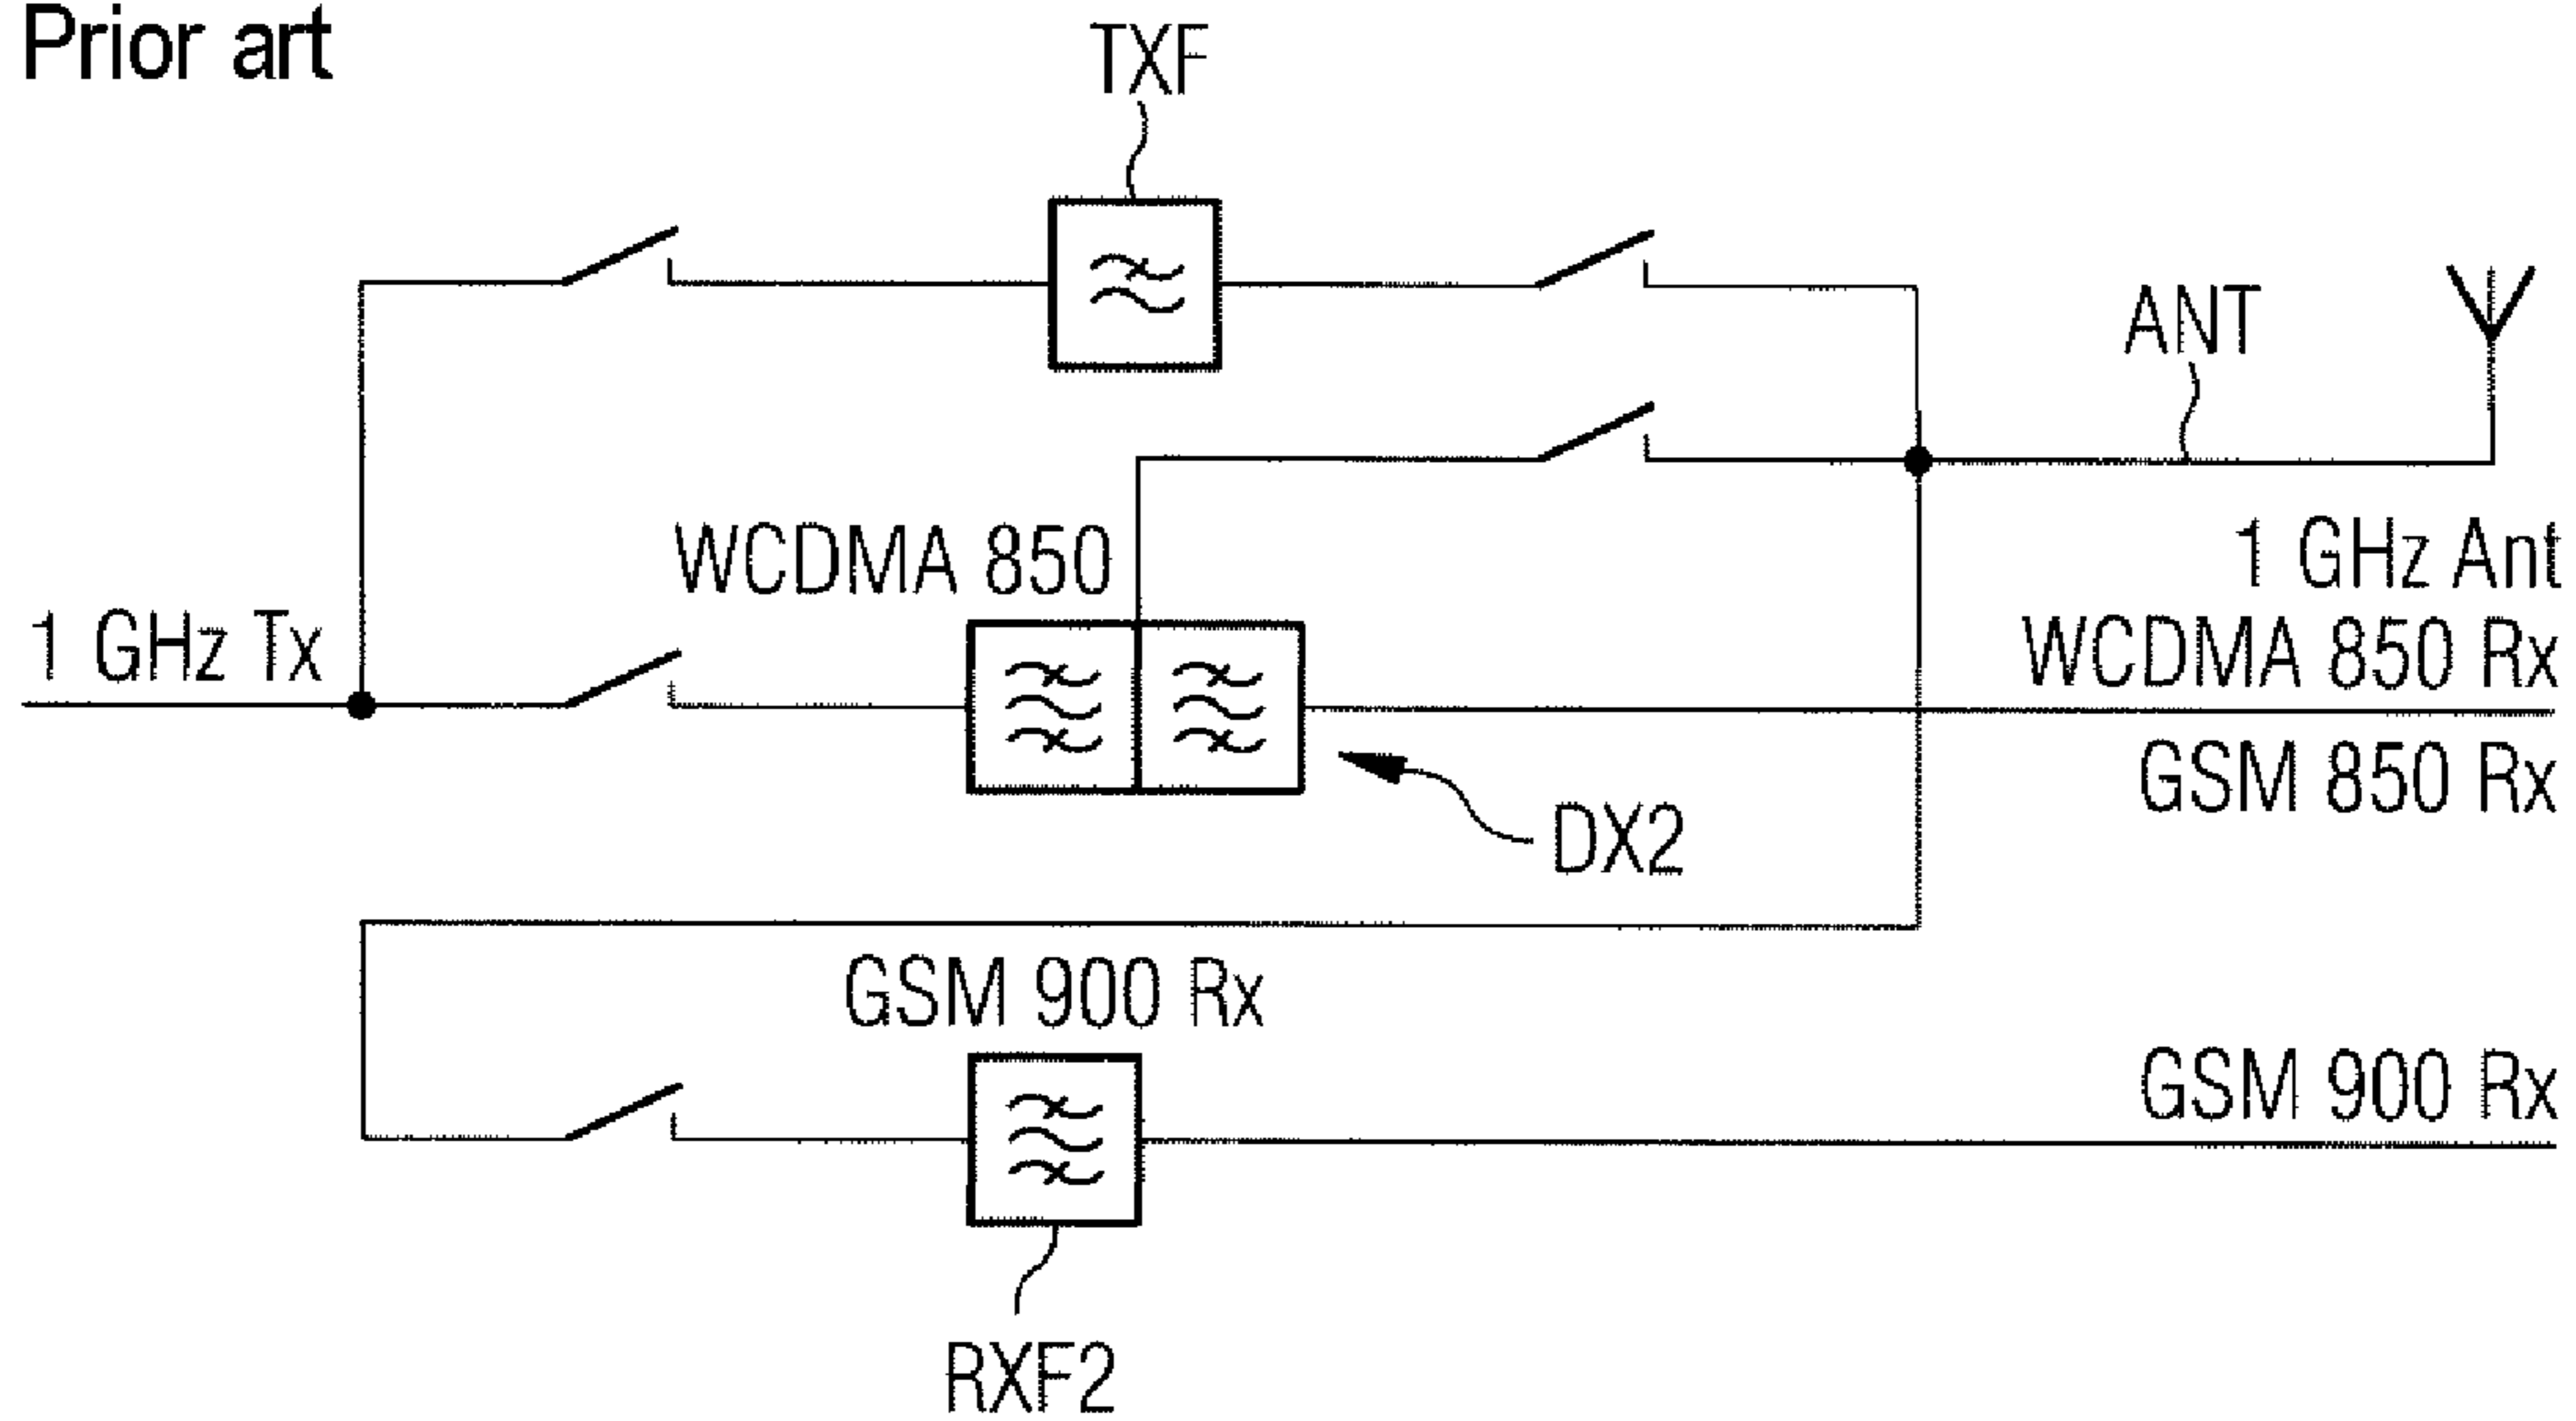 Prior art
TXF
ANT
WCDMA 850
1 GHz Ant
1 GHz Tx
WCDMA 850 Rx
GSM 850 Rx
DX2
GSM 900 Rx
GSM 900 Rx
RXF2